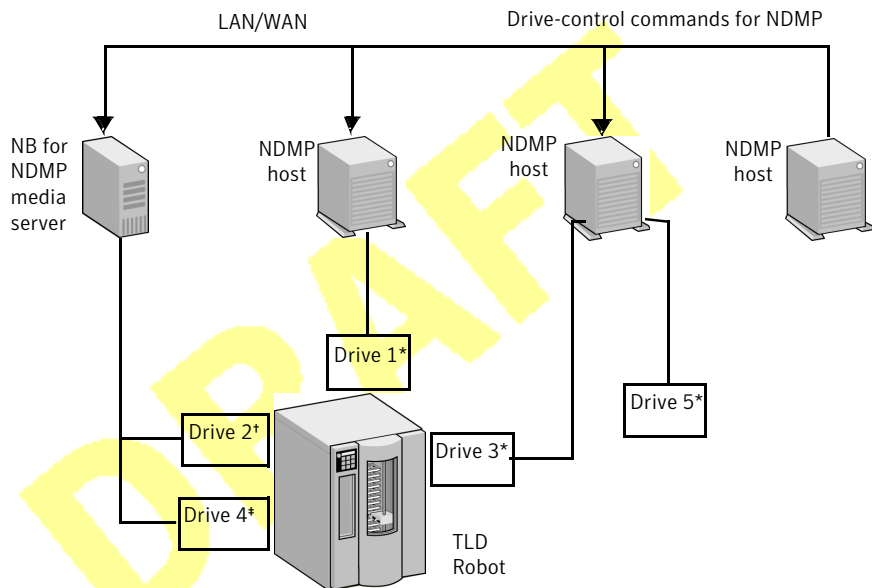 LAN/WAN
Drive-control commands for NDMP
NB for
NDMP
media
server
NDMP
host
NDMP
host
NDMP
host
Drive 1*
Drive 5*
Drive 2†
Drive 3*
Drive 4‡
TLD
Robot
DRAFT